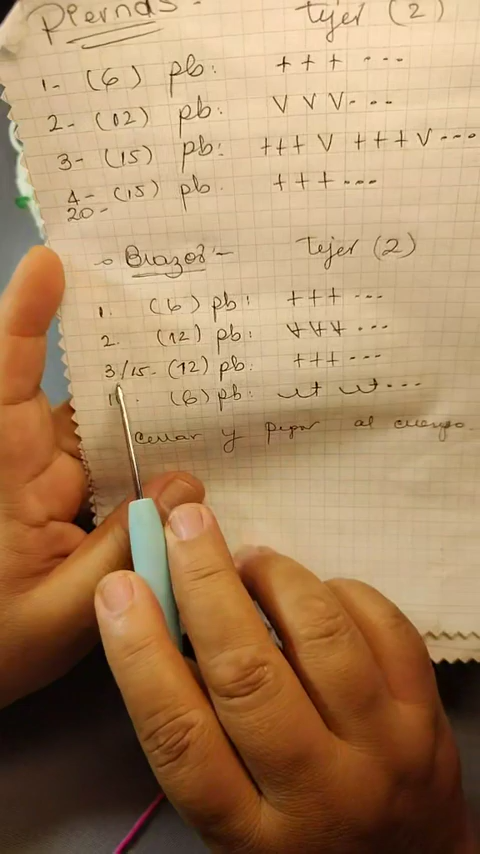 Piernas - tejer (2)
1- (6) pb: + + + ---
2- (12) pb: V V V - - -
3- (15) pb: +++ V +++ V ---
4- (15) pb: +++ ---
20-
o Brazos - tejer (2)
1. (6) pb: +++ ---
2. (12) pb: ---
3/15- (12) pb: +++ ---
(6) pb: ---
Cerrar y pegar al cuerpo.